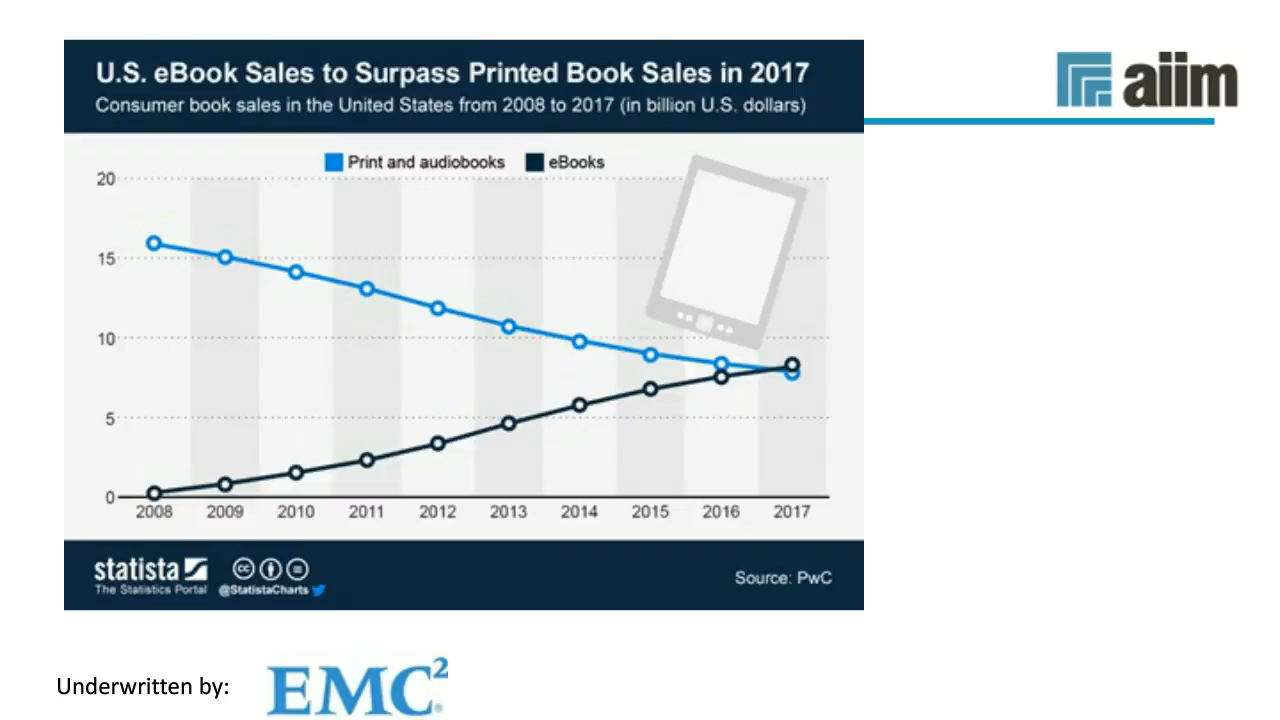 U.S. eBook Sales to Surpass Printed Book Sales in 2017
Consumer book sales in the United States from 2008 to 2017 (in billion U.S. dollars)
aiim
Print and audiobooks eBooks
20
15
10
5
0
2008 2009 2010 2011 2012 2013 2014 2015 2016 2017
statista
The Statistics Portal
cc
@StatistaCharts
Source: PwC
Underwritten by:
EMC²